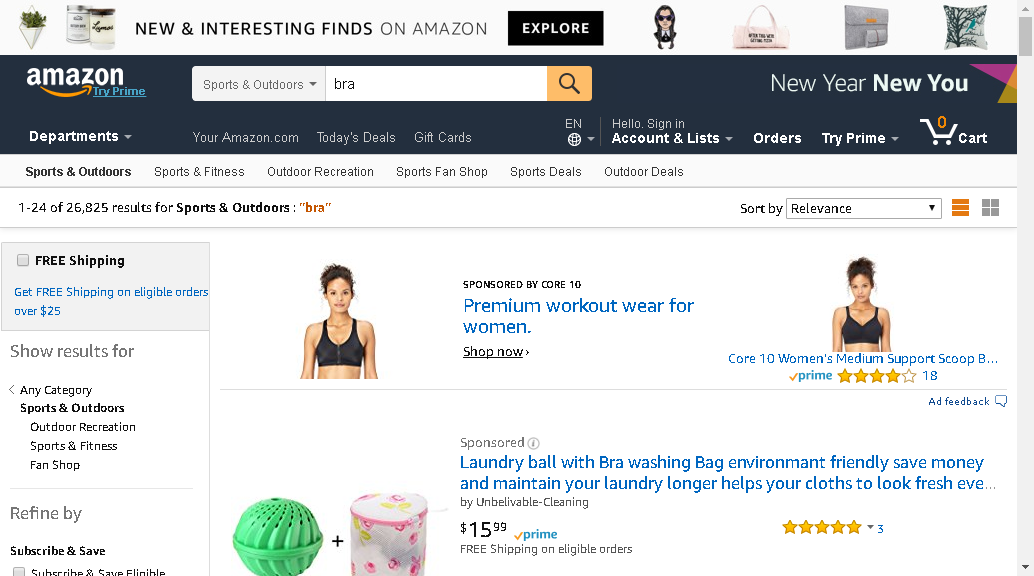 NEW & INTERESTING FINDS ON AMAZON EXPLORE
amazon
Try Prime
Sports & Outdoors bra
New Year New You
Departments
Your Amazon.com Today's Deals Gift Cards
EN
Hello. Sign in
Account & Lists Orders Try Prime 0 Cart
Sports & Outdoors Sports & Fitness Outdoor Recreation Sports Fan Shop Sports Deals Outdoor Deals
1-24 of 26,825 results for Sports & Outdoors : "bra"
Sort by Relevance
FREE Shipping
Get FREE Shipping on eligible orders
over $25
Show results for
Any Category
Sports & Outdoors
Outdoor Recreation
Sports & Fitness
Fan Shop
Refine by
Subscribe & Save
Subscribe & Save Eligible
SPONSORED BY CORE 10
Premium workout wear for
women.
Shop now ›
Core 10 Women's Medium Support Scoop B...
prime 18
Ad feedback
Sponsored
Laundry ball with Bra washing Bag environmant friendly save money
and maintain your laundry longer helps your cloths to look fresh eve...
by Unbelivable-Cleaning
$15 99 prime
FREE Shipping on eligible orders
3
+